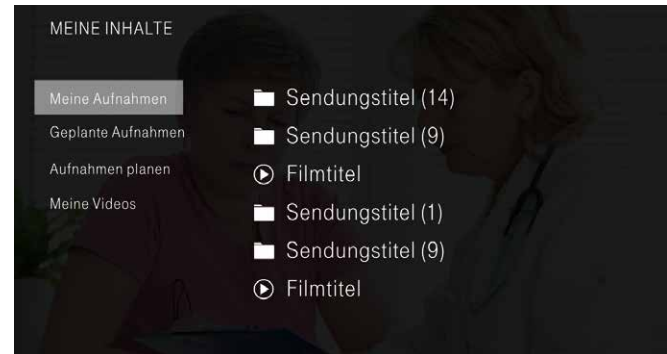 MEINE INHALTE
Meine Aufnahmen
Geplante Aufnahmen
Aufnahmen planen
Meine Videos
Sendungstitel (14)
Sendungstitel (9)
Filmtitel
Sendungstitel (1)
Sendungstitel (9)
Filmtitel